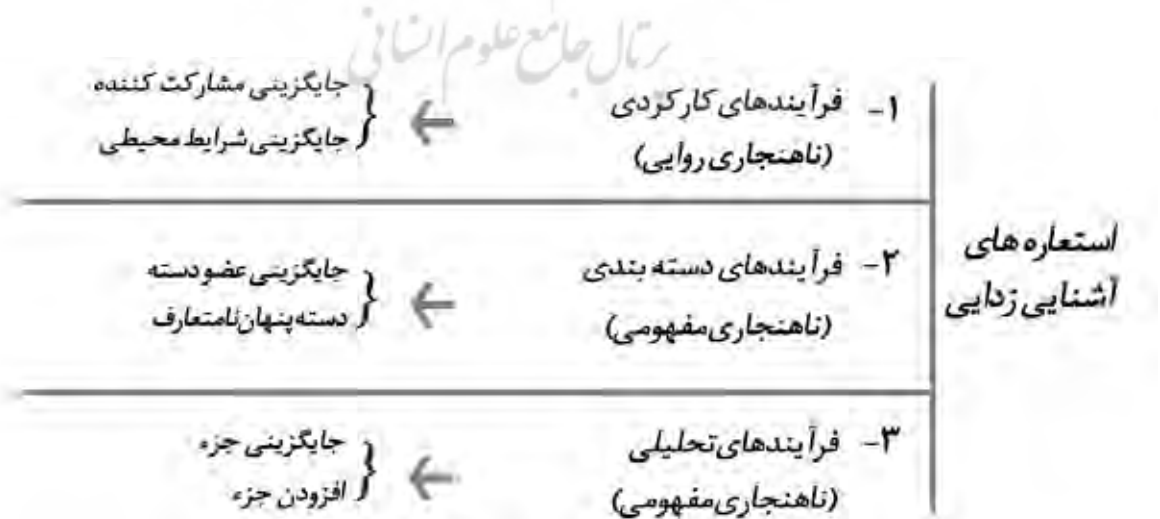 پرتال جامع علوم انسانی
استعاره های
آشنایی زدایی
۱- فرآیندهای کارکردی
(ناهنجاری روایی)
جایگزینی مشارکت کننده
جایگزینی شرایط محیطی
۲- فرآیندهای دسته بندی
(ناهنجاری مفهومی)
جایگزینی عضو دسته
دسته پنهان نامتعارف
۳- فرآیندهای تحلیلی
(ناهنجاری مفهومی)
جایگزینی جزء
افزودن جزء